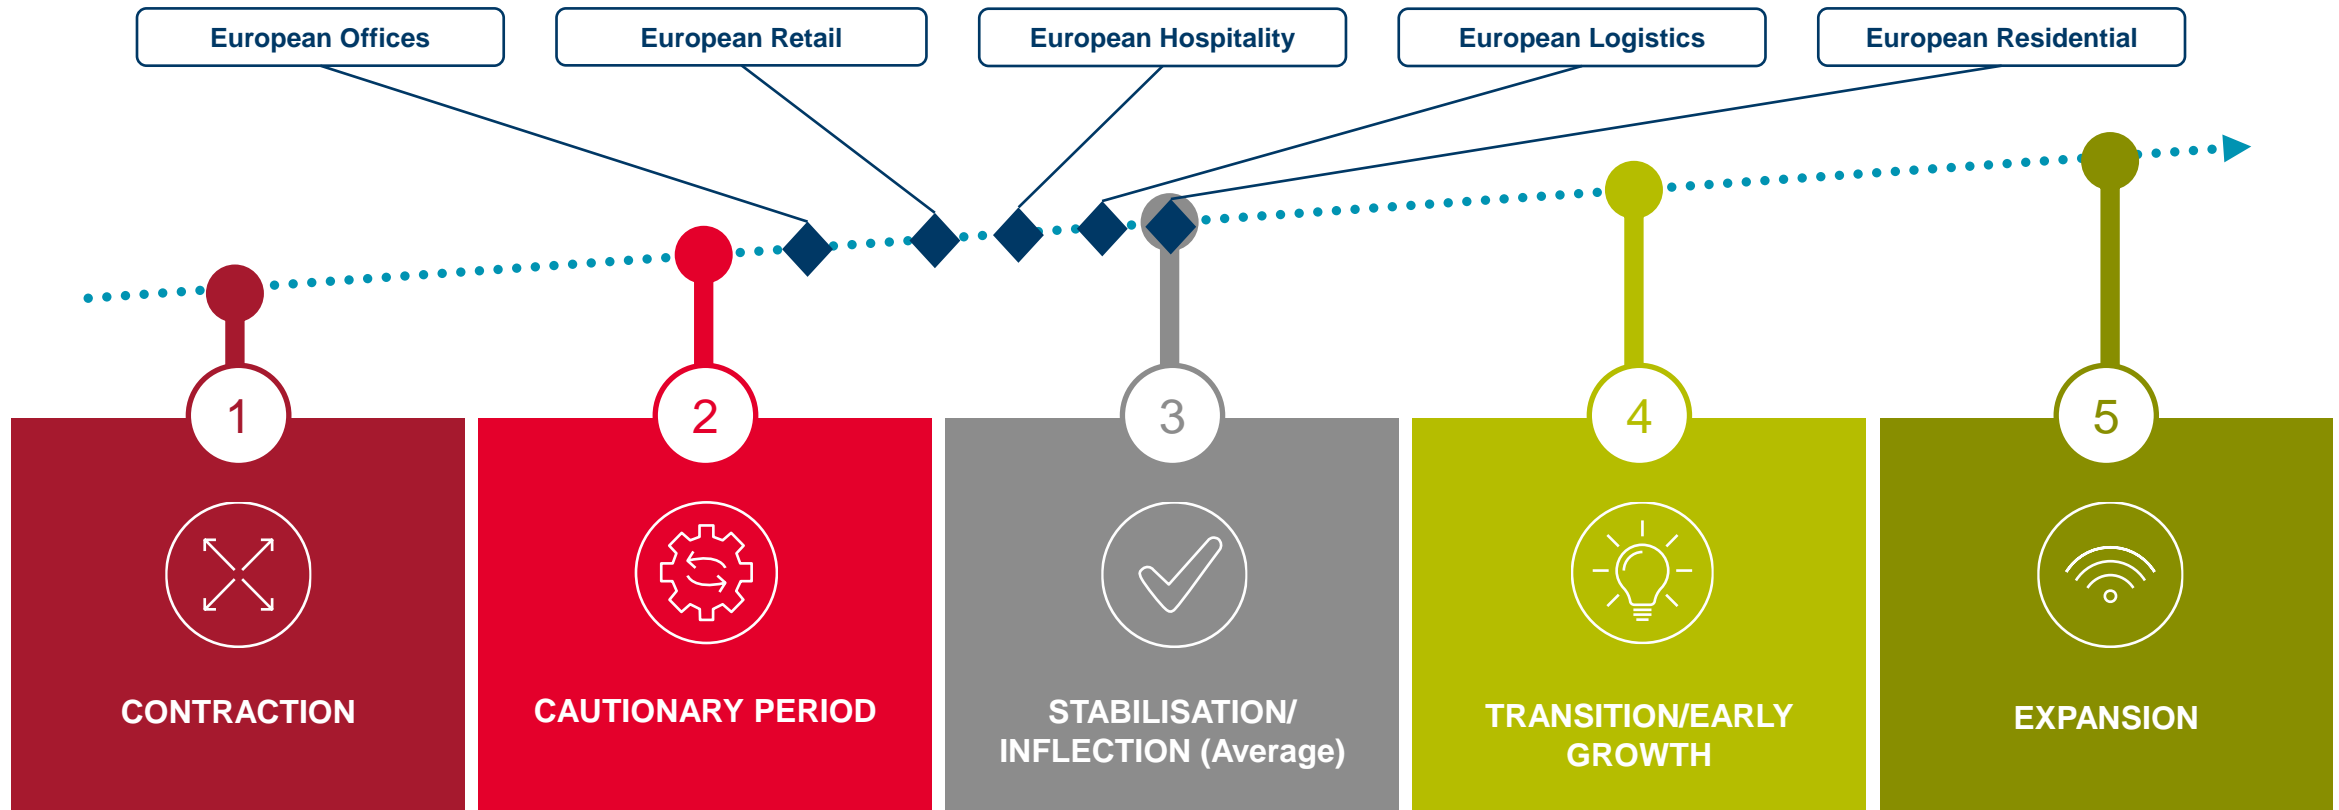 European Offices
European Retail
European Hospitality
European Logistics
European Residential
1
2
3
4
5
CONTRACTION
CAUTIONARY PERIOD
STABILISATION/
INFLECTION (Average)
TRANSITION/EARLY
GROWTH
EXPANSION